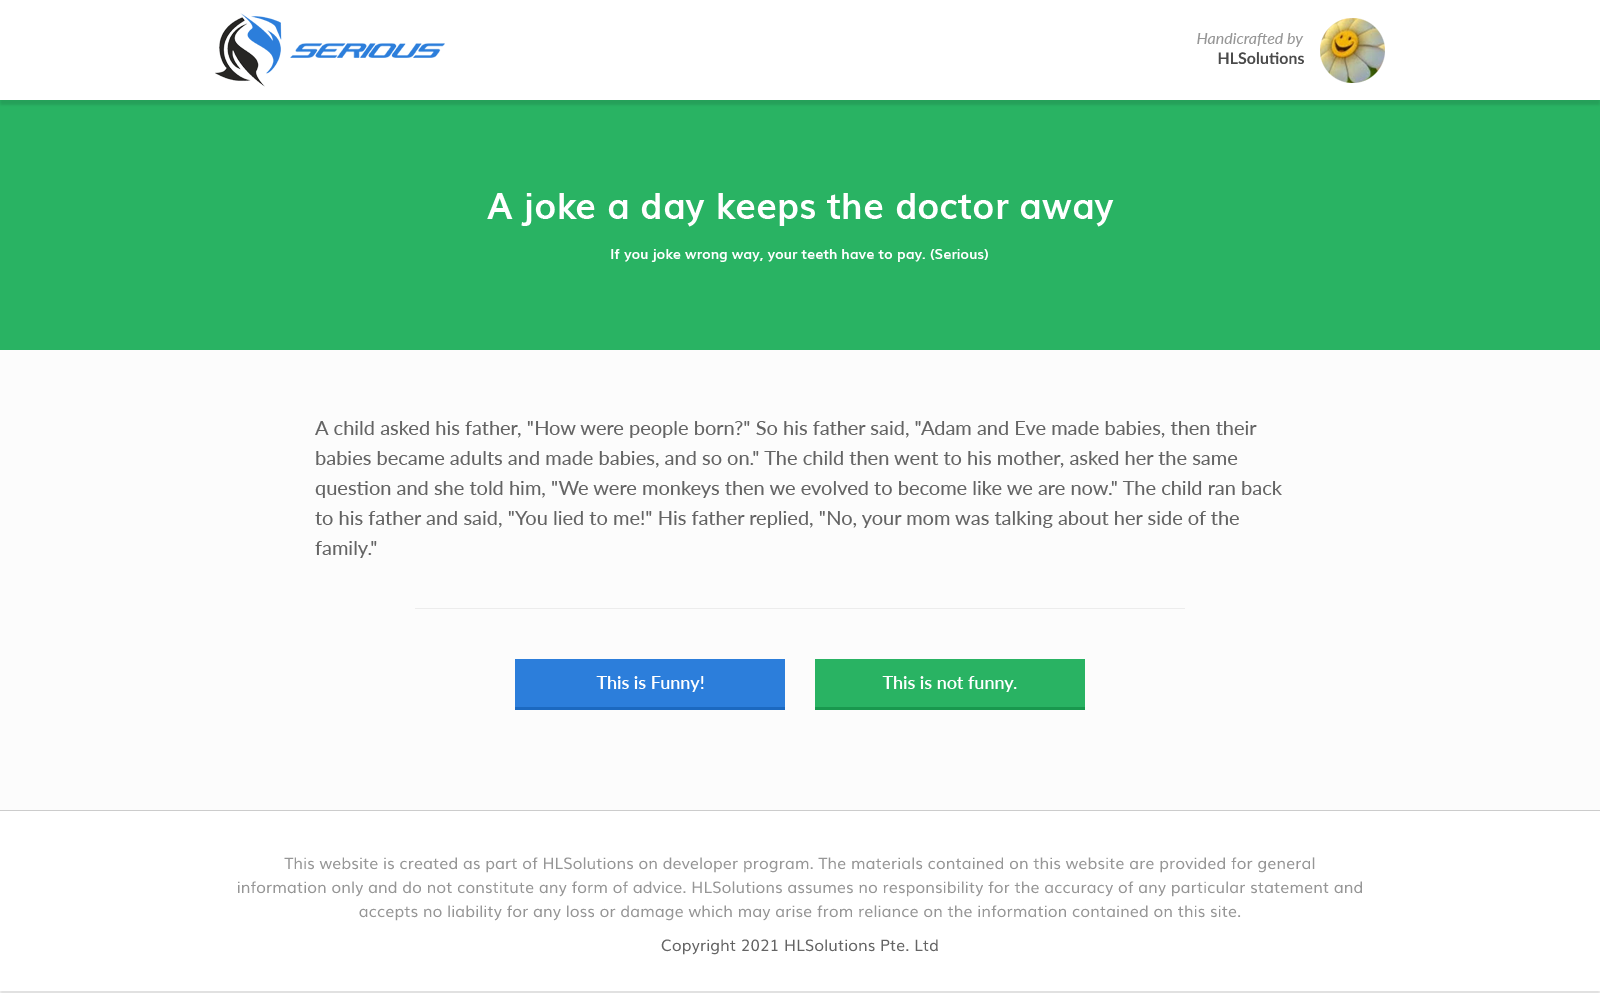 SERIOUS
Handicrafted by
HLSolutions
A joke a day keeps the doctor away
If you joke wrong way, your teeth have to pay. (Serious)
A child asked his father, "How were people born?" So his father said, "Adam and Eve made babies, then their
babies became adults and made babies, and so on." The child then went to his mother, asked her the same
question and she told him, "We were monkeys then we evolved to become like we are now." The child ran back
to his father and said, "You lied to me!" His father replied, "No, your mom was talking about her side of the
family."
This is Funny!
This is not funny.
This website is created as part of HLSolutions on developer program. The materials contained on this website are provided for general
information only and do not constitute any form of advice. HLSolutions assumes no responsibility for the accuracy of any particular statement and
accepts no liability for any loss or damage which may arise from reliance on the information contained on this site.
Copyright 2021 HLSolutions Pte. Ltd